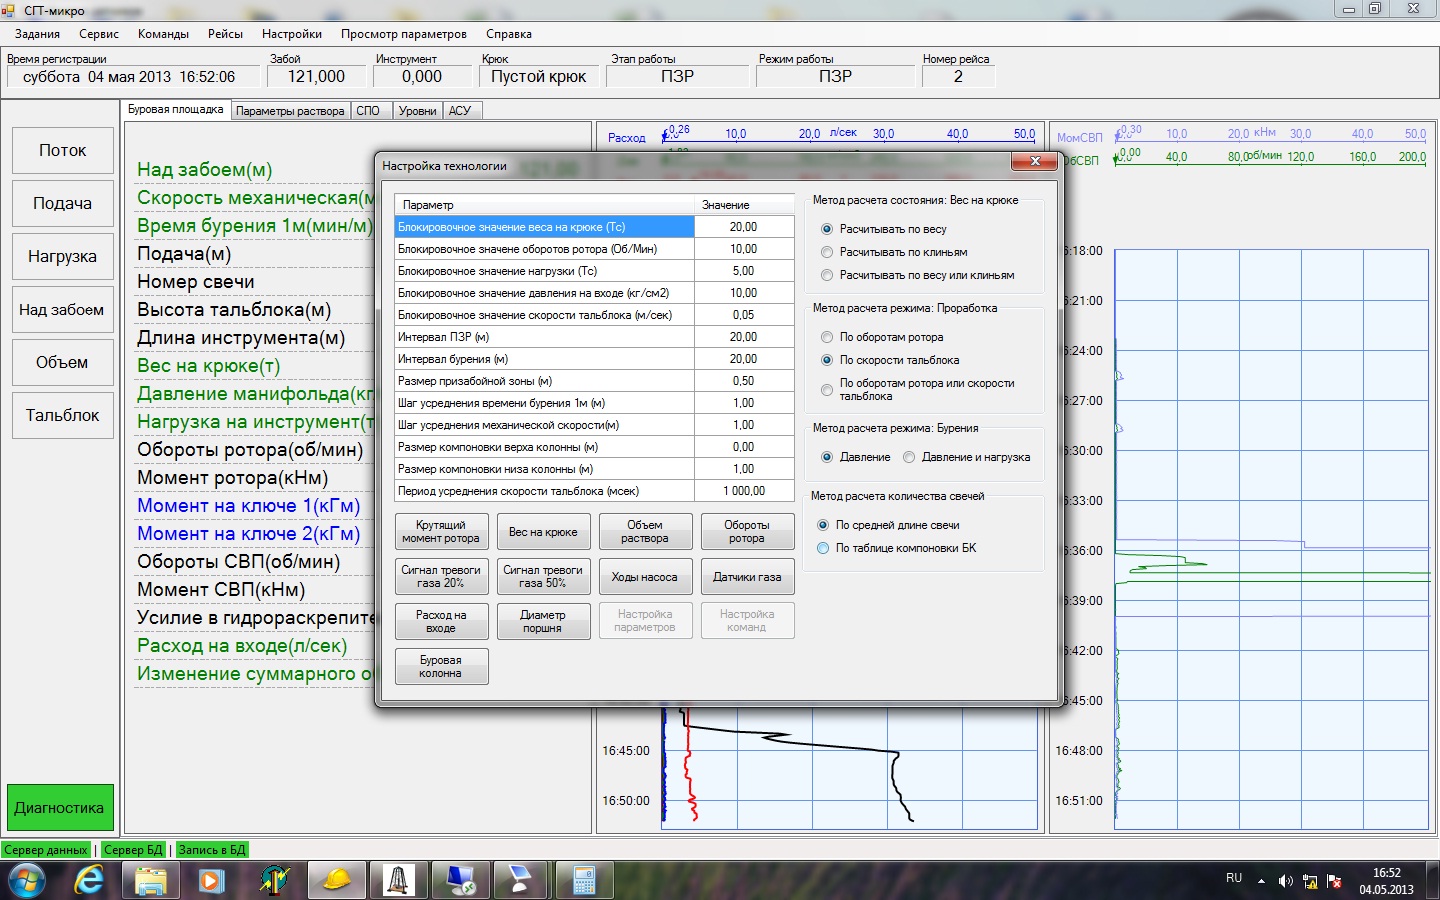 СГТ-микро
Задания Сервис Команды Рейсы Настройки Просмотр параметров Справка
Время регистрации Забой Инструмент Крюк Этап работы Режим работы Номер рейса
суббота 04 мая 2013 16:52:06 121,000 0,000 Пустой крюк ПЗР ПЗР 2
Буровая площадка Параметры раствора СПО Уровни АСУ
Поток
Подача
Нагрузка
Над забоем
Объем
Тальблок
Диагностика
Над забоем(м)
Скорость механическая(м
Время бурения 1м(мин/м)
Подача(м)
Номер свечи
Высота тальблока(м)
Длина инструмента(м)
Вес на крюке(т)
Давление манифольда(кг
Нагрузка на инструмент(т
Обороты ротора(об/мин)
Момент ротора(кНм)
Момент на ключе 1(кГм)
Момент на ключе 2(кГм)
Обороты СВП(об/мин)
Момент СВП(кНм)
Усилие в гидрораскрепите
Расход на входе(л/сек)
Изменение суммарного об
Расход 0,26 10,0 20,0 л/сек 30,0 40,0 50,0
МомСВП 0,30 10,0 20,0 кНм 30,0 40,0 50,0
ОбСВП 0,00 40,0 80,0 об/мин 120,0 160,0 200,0
Настройка технологии
Параметр Значение
Блокировочное значение веса на крюке (Тс) 20,00
Блокировочное значене оборотов ротора (Об/Мин) 10,00
Блокировочное значение нагрузки (Тс) 5,00
Блокировочное значение давления на входе (кг/см2) 10,00
Блокировочное значение скорости тальблока (м/сек) 0,05
Интервал ПЗР (м) 20,00
Интервал бурения (м) 20,00
Размер призабойной зоны (м) 0,50
Шаг усреднения времени бурения 1м (м) 1,00
Шаг усреднения механической скорости(м) 1,00
Размер компоновки верха колонны (м) 0,00
Размер компоновки низа колонны (м) 1,00
Период усреднения скорости тальблока (мсек) 1 000,00
Крутящий момент ротора
Вес на крюке
Объем раствора
Обороты ротора
Сигнал тревоги газа 20%
Сигнал тревоги газа 50%
Ходы насоса
Датчики газа
Расход на входе
Диаметр поршня
Настройка параметров
Настройка команд
Буровая колонна
Метод расчета состояния: Вес на крюке
Расчитывать по весу
Расчитывать по клиньям
Расчитывать по весу или клиньям
Метод расчета режима: Проработка
По оборотам ротора
По скорости тальблока
По оборотам ротора или скорости
тальблока
Метод расчета режима: Бурения
Давление Давление и нагрузка
Метод расчета количества свечей
По средней длине свечи
По таблице компоновки БК
6:18:00
6:21:00
6:24:00
6:27:00
6:30:00
6:33:00
6:36:00
6:39:00
6:42:00
6:45:00
16:48:00
16:51:00
16:45:00
16:50:00
Сервер данных | Сервер БД | Запись в БД
RU
16:52
04.05.2013